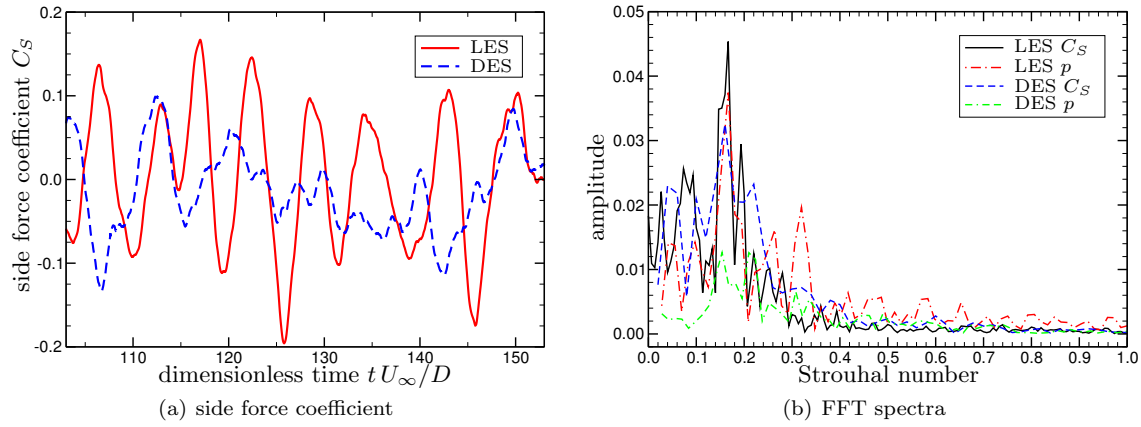 0.2
0.1
0.0
-0.1
-0.2
side force coefficient C_S
LES
DES
110
120
130
140
150
dimensionless time t U_∞/D
(a) side force coefficient
0.05
0.04
0.03
0.02
0.01
0.00
amplitude
LES C_S
LES p
DES C_S
DES p
0.0
0.1
0.2
0.3
0.4
0.5
0.6
0.7
0.8
0.9
1.0
Strouhal number
(b) FFT spectra